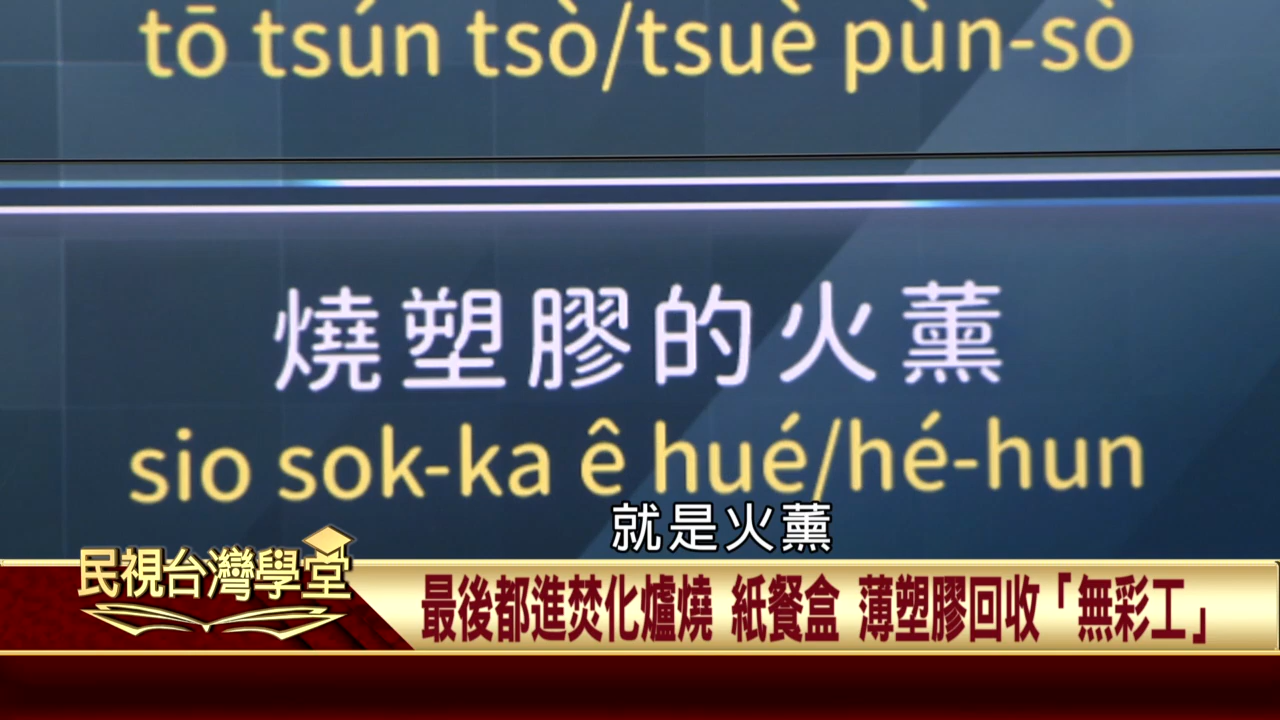 tō tsún tsò/tsuè pùn-sò
燒塑膠的火薰
sio sok-ka ê hué/hé-hun
就是火薰
民視台灣學堂
最後都進焚化爐燒 紙餐盒 薄塑膠回收「無彩工」